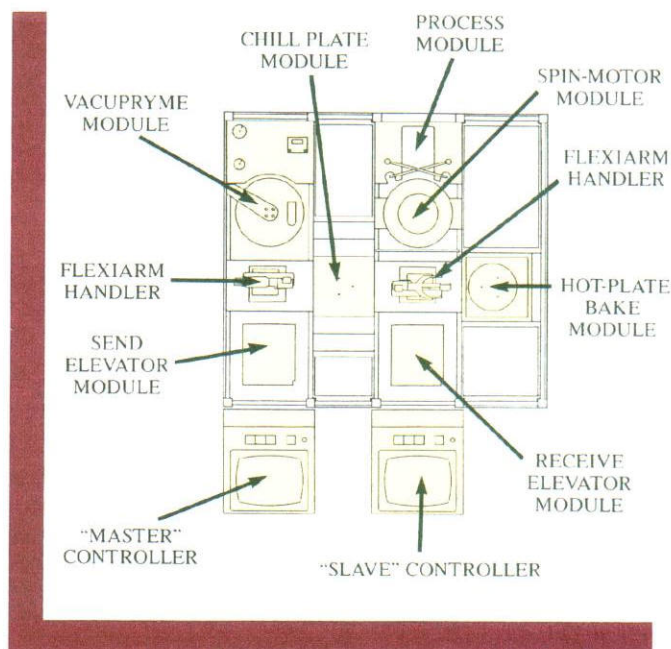 CHILL PLATE
MODULE
PROCESS
MODULE
SPIN-MOTOR
MODULE
VACUPRYME
MODULE
FLEXIARM
HANDLER
FLEXIARM
HANDLER
HOT-PLATE
BAKE
MODULE
SEND
ELEVATOR
MODULE
RECEIVE
ELEVATOR
MODULE
"MASTER"
CONTROLLER
"SLAVE" CONTROLLER